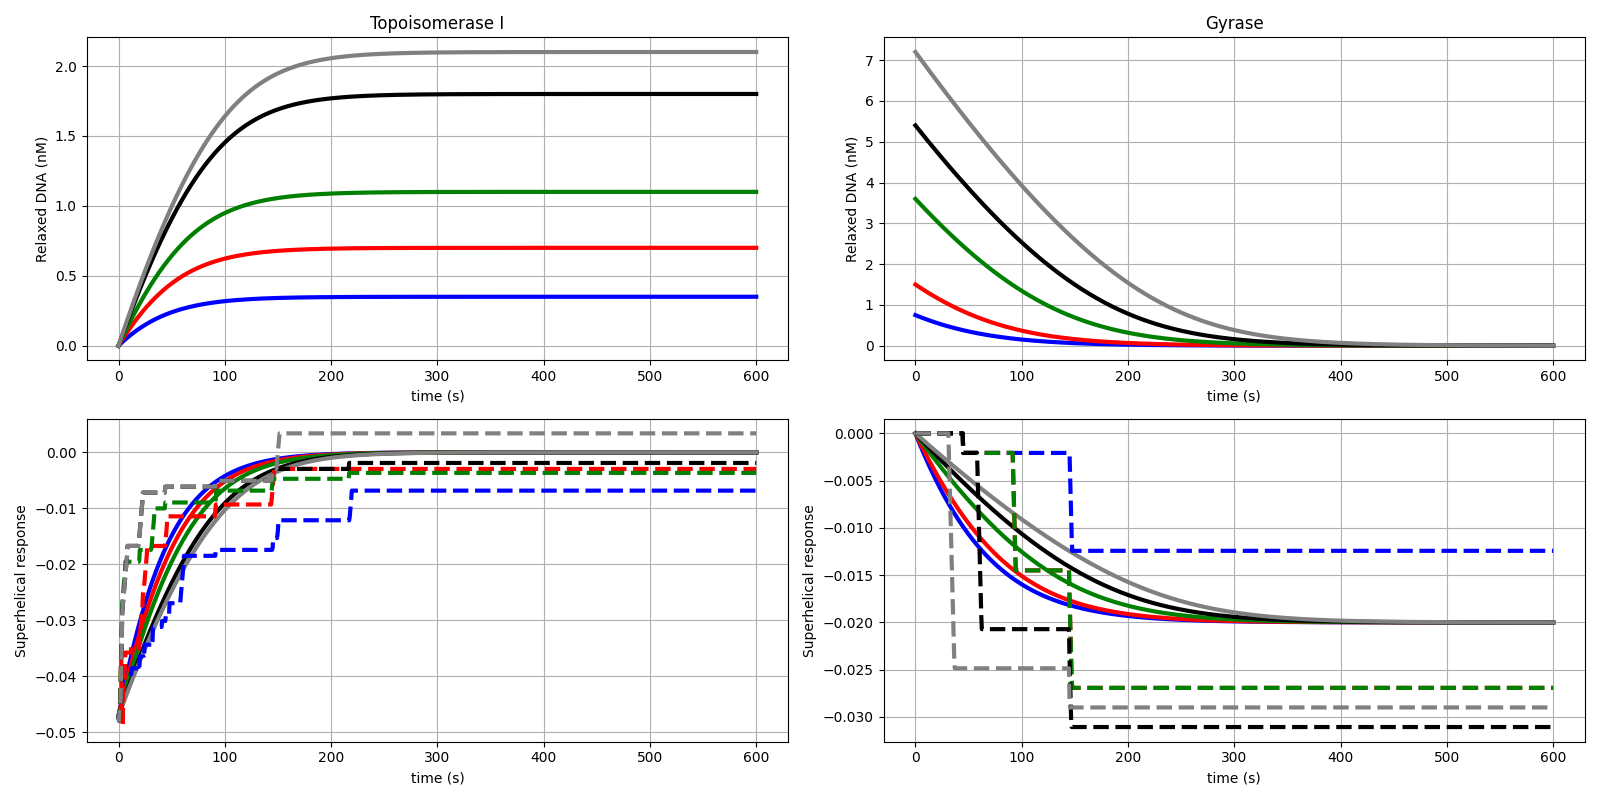 Topoisomerase I
Relaxed DNA (nM)
2.0
1.5
1.0
0.5
0.0
0 100 200 300 400 500 600
time (s)
Gyrase
Relaxed DNA (nM)
7
6
5
4
3
2
1
0
0 100 200 300 400 500 600
time (s)
Superhelical response
0.00
−0.01
−0.02
−0.03
−0.04
−0.05
0 100 200 300 400 500 600
time (s)
Superhelical response
0.000
−0.005
−0.010
−0.015
−0.020
−0.025
−0.030
0 100 200 300 400 500 600
time (s)